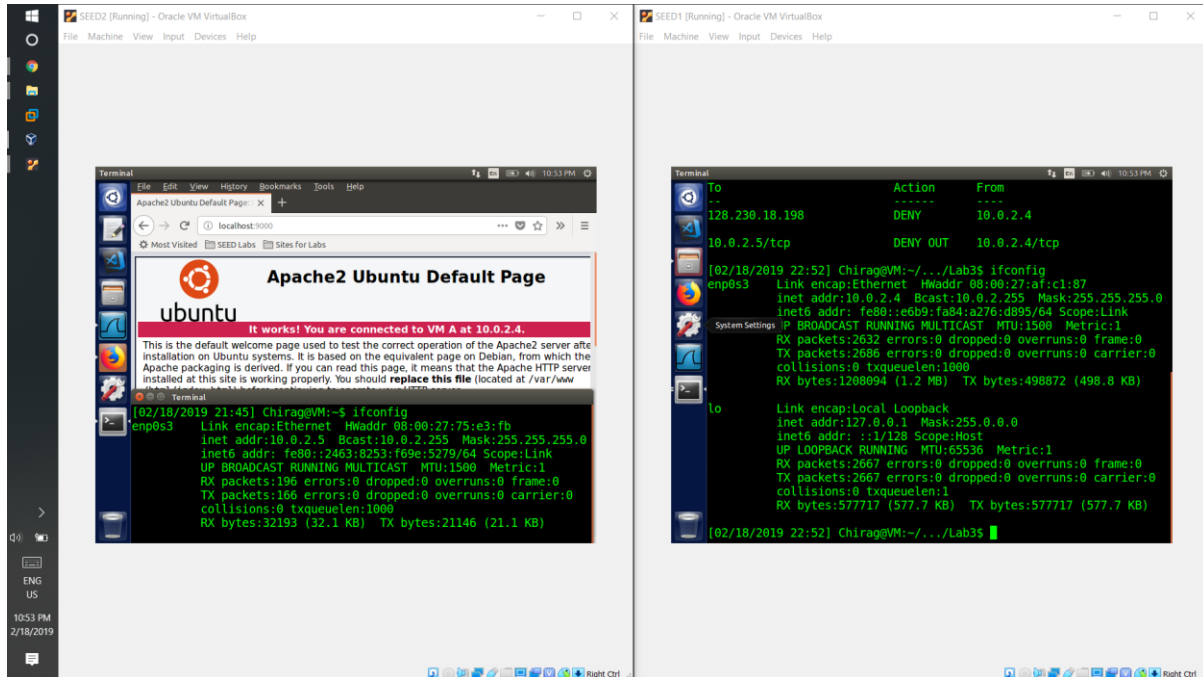 SEED2 [Running] - Oracle VM VirtualBox
File Machine View Input Devices Help
Terminal
10:53 PM
File Edit View History Bookmarks Tools Help
Apache2 Ubuntu Default Page:
localhost:9000
Most Visited SEED Labs Sites for Labs
Apache2 Ubuntu Default Page
ubuntu
It works! You are connected to VM A at 10.0.2.4.
This is the default welcome page used to test the correct operation of the Apache2 server afte
installation on Ubuntu systems. It is based on the equivalent page on Debian, from which the
Apache packaging is derived. If you can read this page, it means that the Apache HTTP server
installed at this site is working properly. You should replace this file (located at /var/www
Terminal
[02/18/2019 21:45] Chirag@VM:~$ ifconfig
enp0s3 Link encap:Ethernet HWaddr 08:00:27:75:e3:fb
inet addr:10.0.2.5 Bcast:10.0.2.255 Mask:255.255.255.0
inet6 addr: fe80::2463:8253:f69e:5279/64 Scope:Link
UP BROADCAST RUNNING MULTICAST MTU:1500 Metric:1
RX packets:196 errors:0 dropped:0 overruns:0 frame:0
TX packets:166 errors:0 dropped:0 overruns:0 carrier:0
collisions:0 txqueuelen:1000
RX bytes:32193 (32.1 KB) TX bytes:21146 (21.1 KB)
Right Ctrl
SEED1 [Running] - Oracle VM VirtualBox
File Machine View Input Devices Help
Terminal
En
10:53 PM
To Action From
-- ------ ----
128.230.18.198 DENY 10.0.2.4
10.0.2.5/tcp DENY OUT 10.0.2.4/tcp
[02/18/2019 22:52] Chirag@VM:~/.../Lab3$ ifconfig
enp0s3 Link encap:Ethernet HWaddr 08:00:27:af:c1:87
inet addr:10.0.2.4 Bcast:10.0.2.255 Mask:255.255.255.0
inet6 addr: fe80::e6b9:fa84:a276:d895/64 Scope:Link
System Settings
UP BROADCAST RUNNING MULTICAST MTU:1500 Metric:1
RX packets:2632 errors:0 dropped:0 overruns:0 frame:0
TX packets:2686 errors:0 dropped:0 overruns:0 carrier:0
collisions:0 txqueuelen:1000
RX bytes:1208094 (1.2 MB) TX bytes:498872 (498.8 KB)
lo Link encap:Local Loopback
inet addr:127.0.0.1 Mask:255.0.0.0
inet6 addr: ::1/128 Scope:Host
UP LOOPBACK RUNNING MTU:65536 Metric:1
RX packets:2667 errors:0 dropped:0 overruns:0 frame:0
TX packets:2667 errors:0 dropped:0 overruns:0 carrier:0
collisions:0 txqueuelen:1
RX bytes:577717 (577.7 KB) TX bytes:577717 (577.7 KB)
[02/18/2019 22:52] Chirag@VM:~/.../Lab3$
Right Ctrl
ENG
US
10:53 PM
2/18/2019